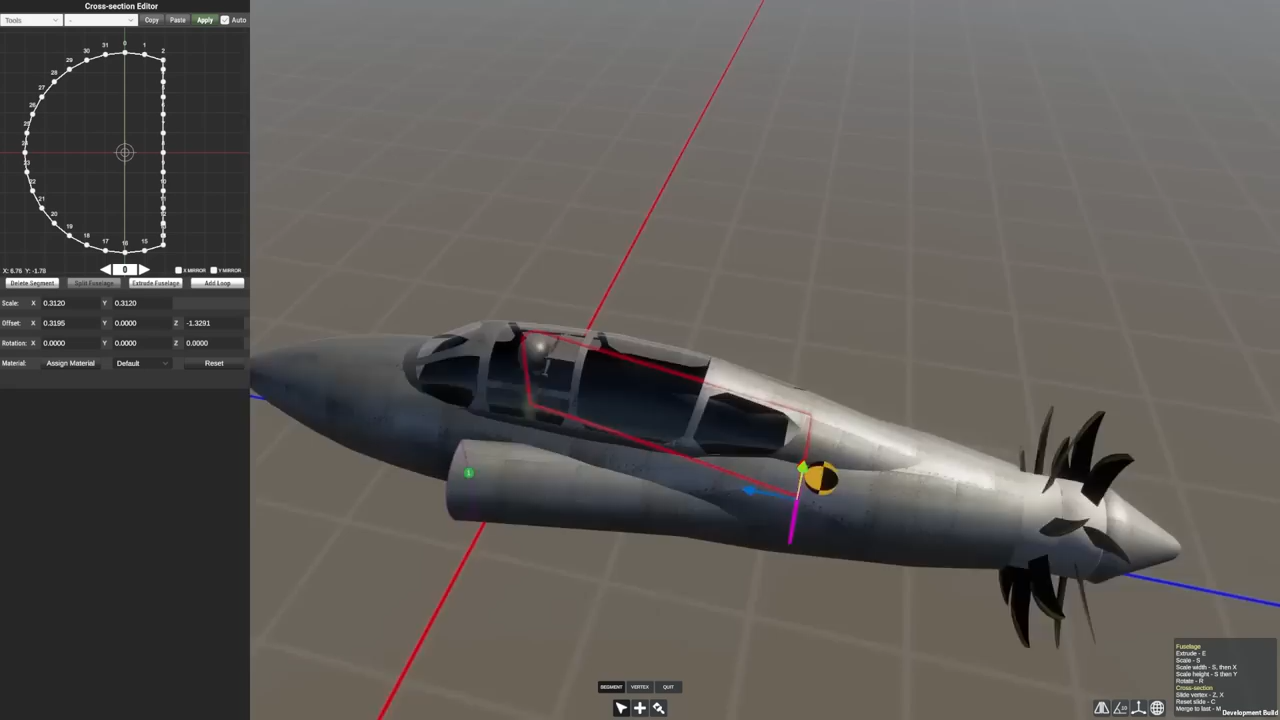 Cross-section Editor
Tools - Copy Paste Apply Auto
31 0 1 2
30
29
28
27
26
25
24
23
22
21
20
19
18 17 16 15
X: 6.76 Y: -1.78 0 X MIRROR Y MIRROR
Delete Segment Split Fuselage Extrude Fuselage Add Loop
Scale: X 0.3120 Y 0.3120
Offset: X 0.3195 Y 0.0000 Z -1.3291
Rotation: X 0.0000 Y 0.0000 Z 0.0000
Material: Assign Material Default Reset
1
SEGMENT VERTEX QUIT
Fuselage
Extrude - E
Scale - S
Scale width - S, then X
Scale height - S then Y
Rotate - R
Cross-section
Slide vertex - Z, X
Reset slide - C
Merge to last - M
Development Build